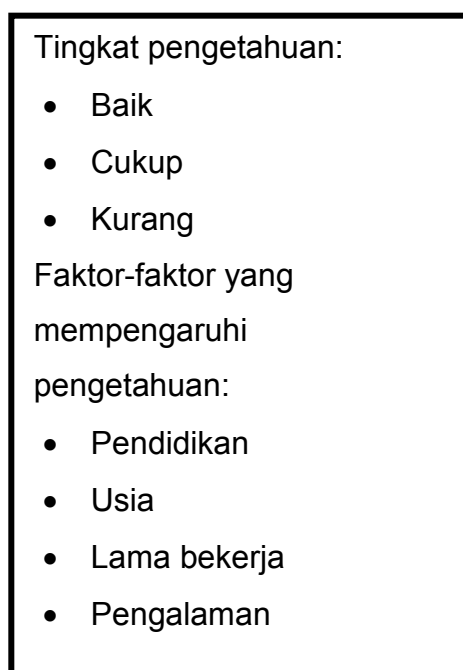 Tingkat pengetahuan:
• Baik
• Cukup
• Kurang
Faktor-faktor yang
mempengaruhi
pengetahuan:
• Pendidikan
• Usia
• Lama bekerja
• Pengalaman